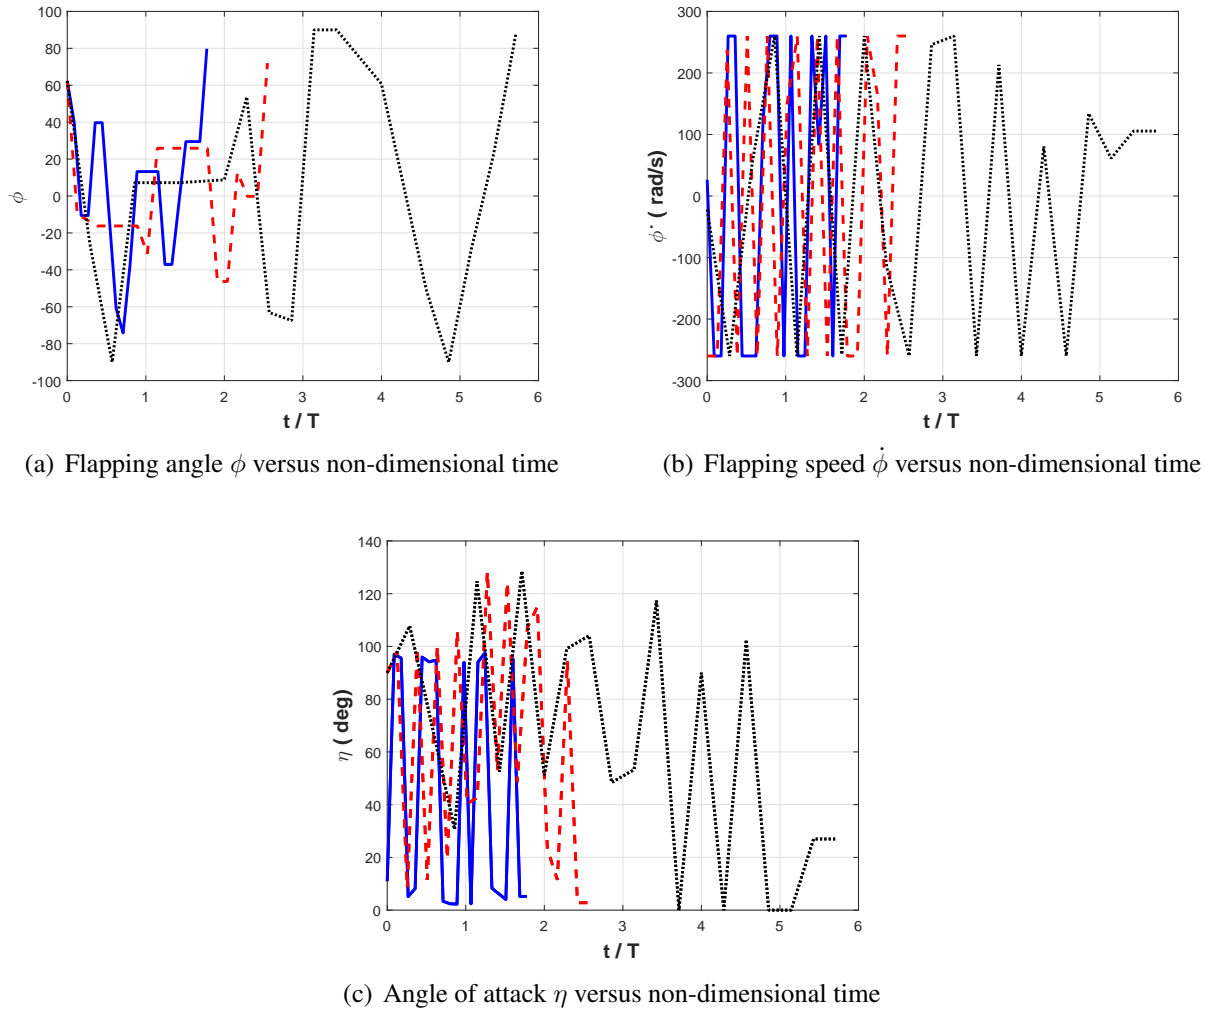 100
80
60
40
20
0
-20
-40
-60
-80
-100
ϕ
0 1 2 3 4 5 6
t / T
(a) Flapping angle ϕ versus non-dimensional time
300
200
100
0
-100
-200
-300
ϕ˙ ( rad/s)
0 1 2 3 4 5 6
t / T
(b) Flapping speed ϕ̇ versus non-dimensional time
140
120
100
80
60
40
20
0
η ( deg)
0 1 2 3 4 5 6
t / T
(c) Angle of attack η versus non-dimensional time